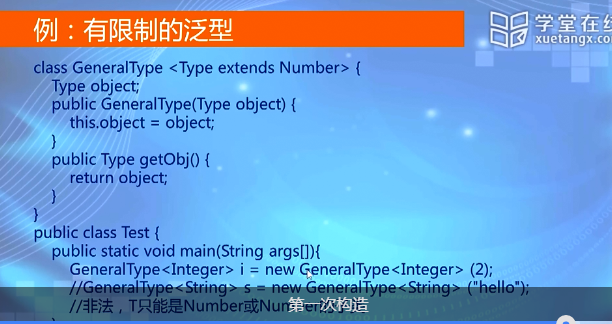 例：有限制的泛型
学堂在线
xuetangx.com
class GeneralType <Type extends Number> {
Type object;
public GeneralType(Type object) {
this.object = object;
}
public Type getObj() {
return object;
}
}
public class Test {
public static void main(String args[]){
GeneralType<Integer> i = new GeneralType<Integer> (2);
//GeneralType<String> s = new GeneralType<String> ("hello");
//非法，T只能是Number或Number
第一次构造